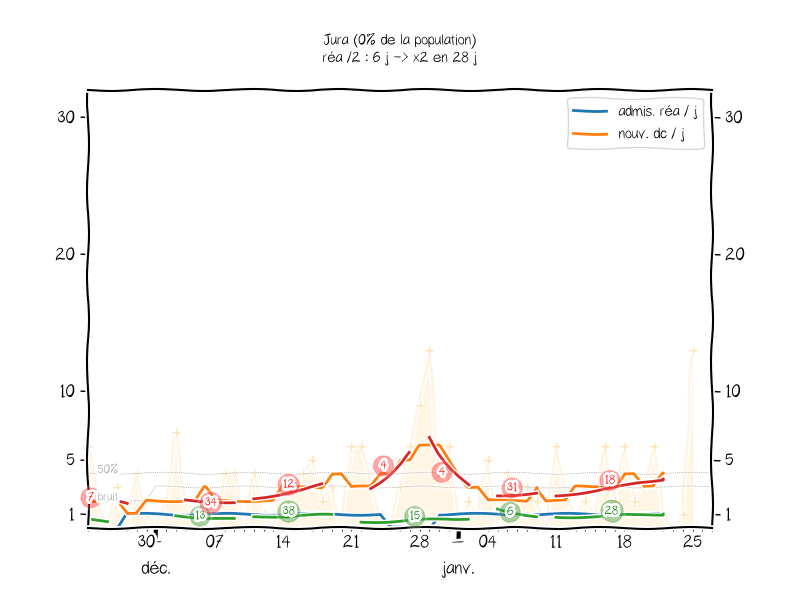 Jura (0% de la population)
réa /2 : 6 j -> x2 en 28 j
admis. réa / j
nouv. dc / j
30 30
20 20
10 10
5 5
1 1
50%
bruit
7 13 34 12 38 4 15 4 31 6 18 28
30 07 14 21 28 04 11 18 25
déc. janv.